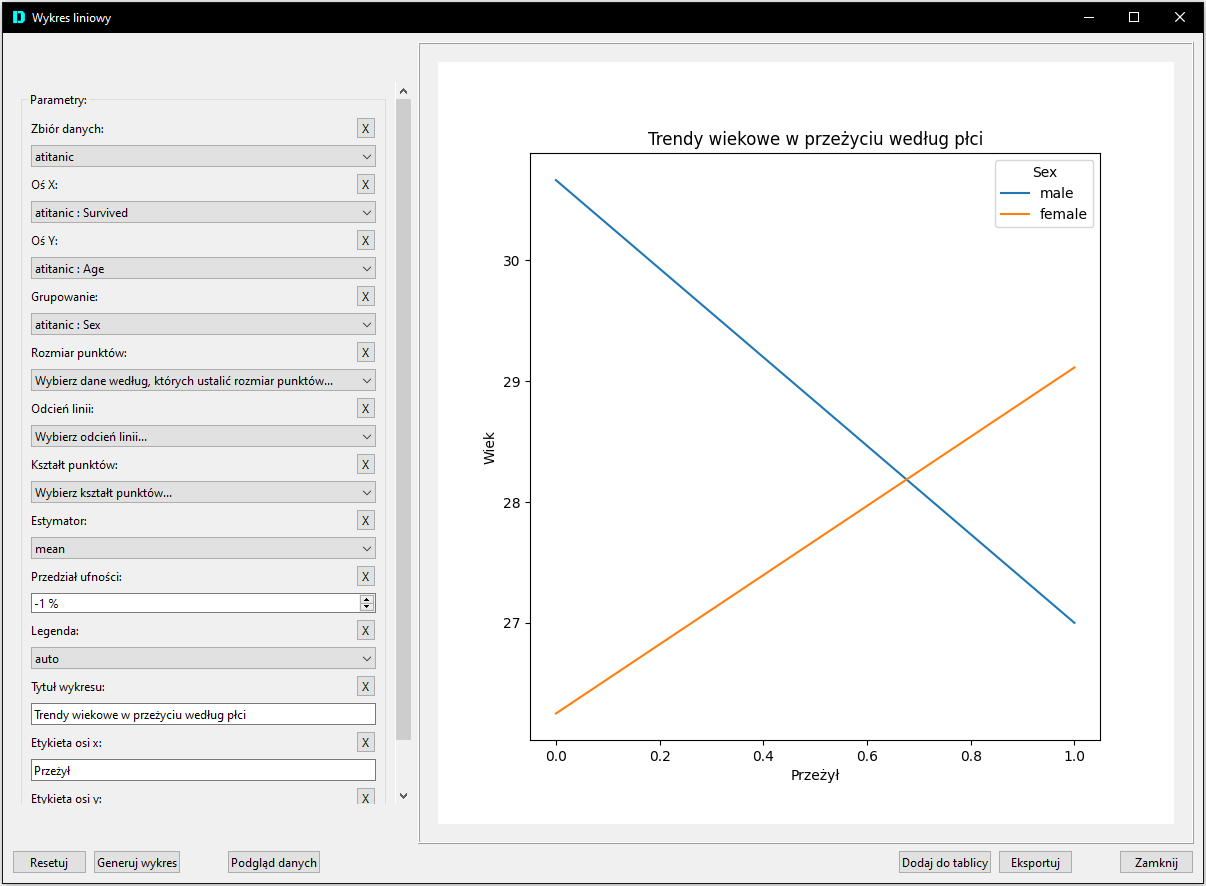 Wykres liniowy
Parametry:
Zbiór danych:
X
atitanic
Oś X:
X
atitanic : Survived
Oś Y:
X
atitanic : Age
Grupowanie:
X
atitanic : Sex
Rozmiar punktów:
X
Wybierz dane według, których ustalić rozmiar punktów...
Odcień linii:
X
Wybierz odcień linii...
Kształt punktów:
X
Wybierz kształt punktów...
Estymator:
X
mean
Przedział ufności:
X
-1 %
Legenda:
X
auto
Tytuł wykresu:
X
Trendy wiekowe w przeżyciu według płci
Etykieta osi x:
X
Przeżył
Etykieta osi y:
X
Trendy wiekowe w przeżyciu według płci
Sex
male
female
Wiek
30
29
28
27
0.0 0.2 0.4 0.6 0.8 1.0
Przeżył
Resetuj
Generuj wykres
Podgląd danych
Dodaj do tablicy
Eksportuj
Zamknij